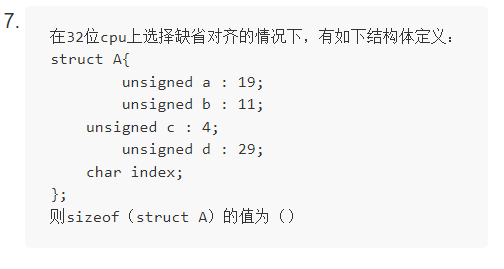 7.
在32位cpu上选择缺省对齐的情况下，有如下结构体定义：
struct A{
        unsigned a : 19;
        unsigned b : 11;
    unsigned c : 4;
        unsigned d : 29;
    char index;
};
则sizeof（struct A）的值为（）